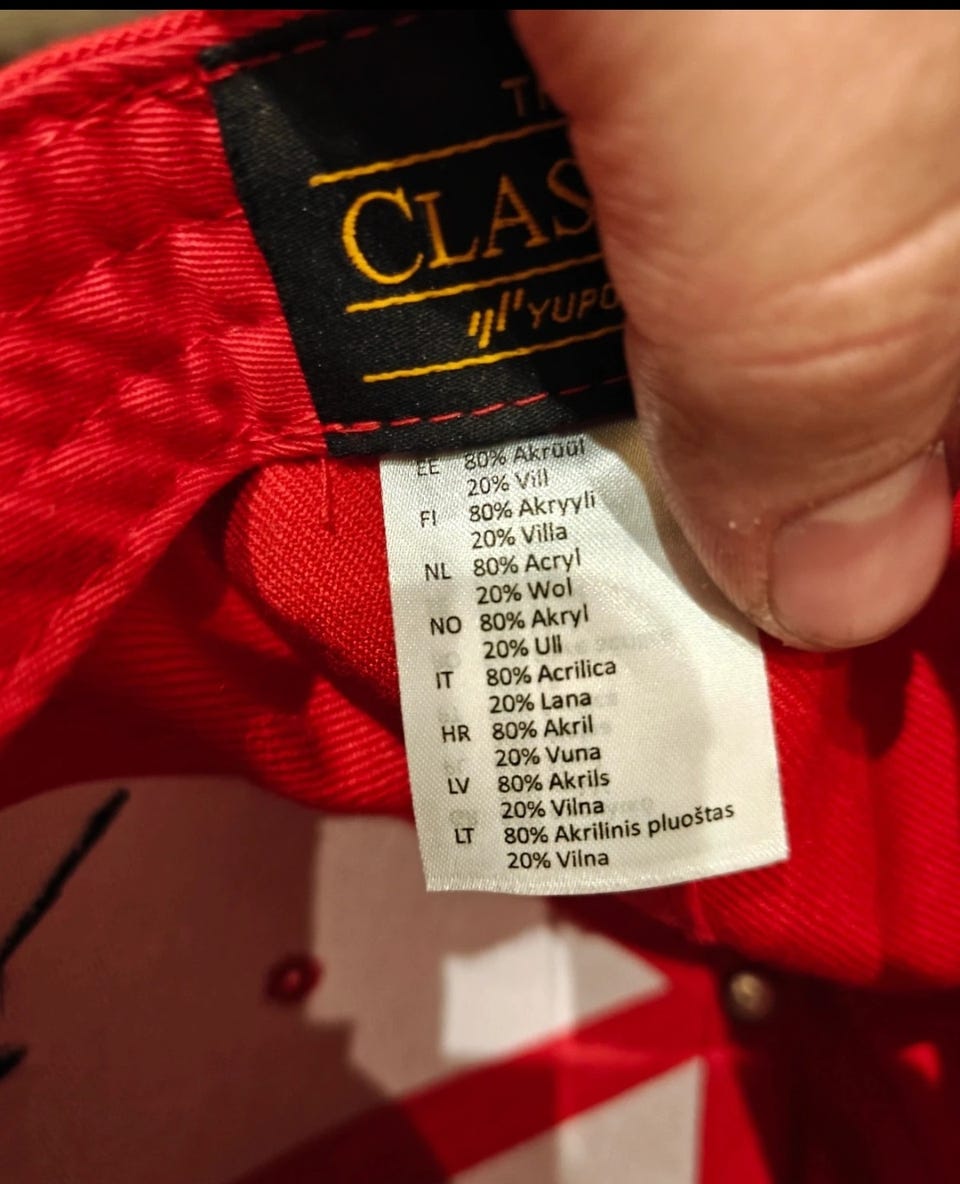 EE 80% Akrüül
20% Vill
FI 80% Akryyli
20% Villa
NL 80% Acryl
20% Wol
NO 80% Akryl
20% Ull
IT 80% Acrilica
20% Lana
HR 80% Akril
20% Vuna
LV 80% Akrils
20% Vilna
LT 80% Akrilinis pluoštas
20% Vilna